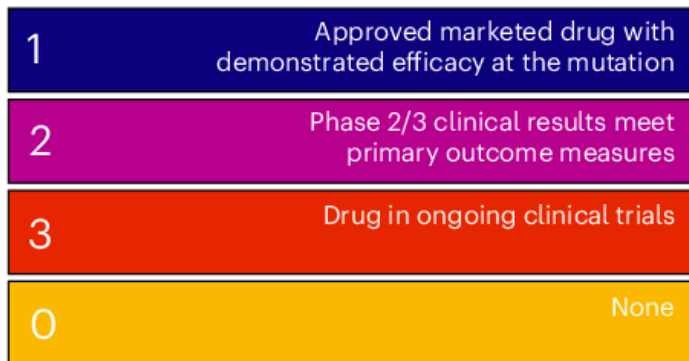 1
Approved marketed drug with
demonstrated efficacy at the mutation
2
Phase 2/3 clinical results meet
primary outcome measures
3
Drug in ongoing clinical trials
0
None